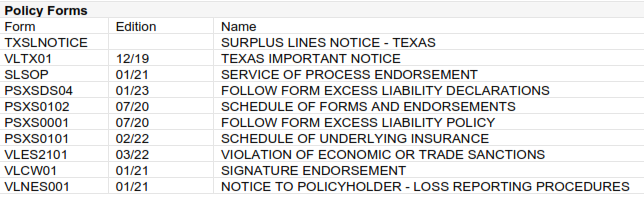 Policy Forms
Form Edition Name
TXSLNOTICE SURPLUS LINES NOTICE - TEXAS
VLTX01 12/19 TEXAS IMPORTANT NOTICE
SLSOP 01/21 SERVICE OF PROCESS ENDORSEMENT
PSXSDS04 01/23 FOLLOW FORM EXCESS LIABILITY DECLARATIONS
PSXS0102 07/20 SCHEDULE OF FORMS AND ENDORSEMENTS
PSXS0001 07/20 FOLLOW FORM EXCESS LIABILITY POLICY
PSXS0101 02/22 SCHEDULE OF UNDERLYING INSURANCE
VLES2101 03/22 VIOLATION OF ECONOMIC OR TRADE SANCTIONS
VLCW01 01/21 SIGNATURE ENDORSEMENT
VLNES001 01/21 NOTICE TO POLICYHOLDER - LOSS REPORTING PROCEDURES